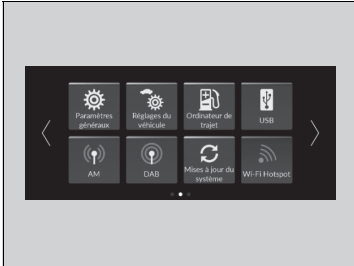 Paramètres
généraux
Réglages du
véhicule
Ordinateur de
trajet
USB
AM
DAB
Mises à jour du
système
Wi-Fi Hotspot